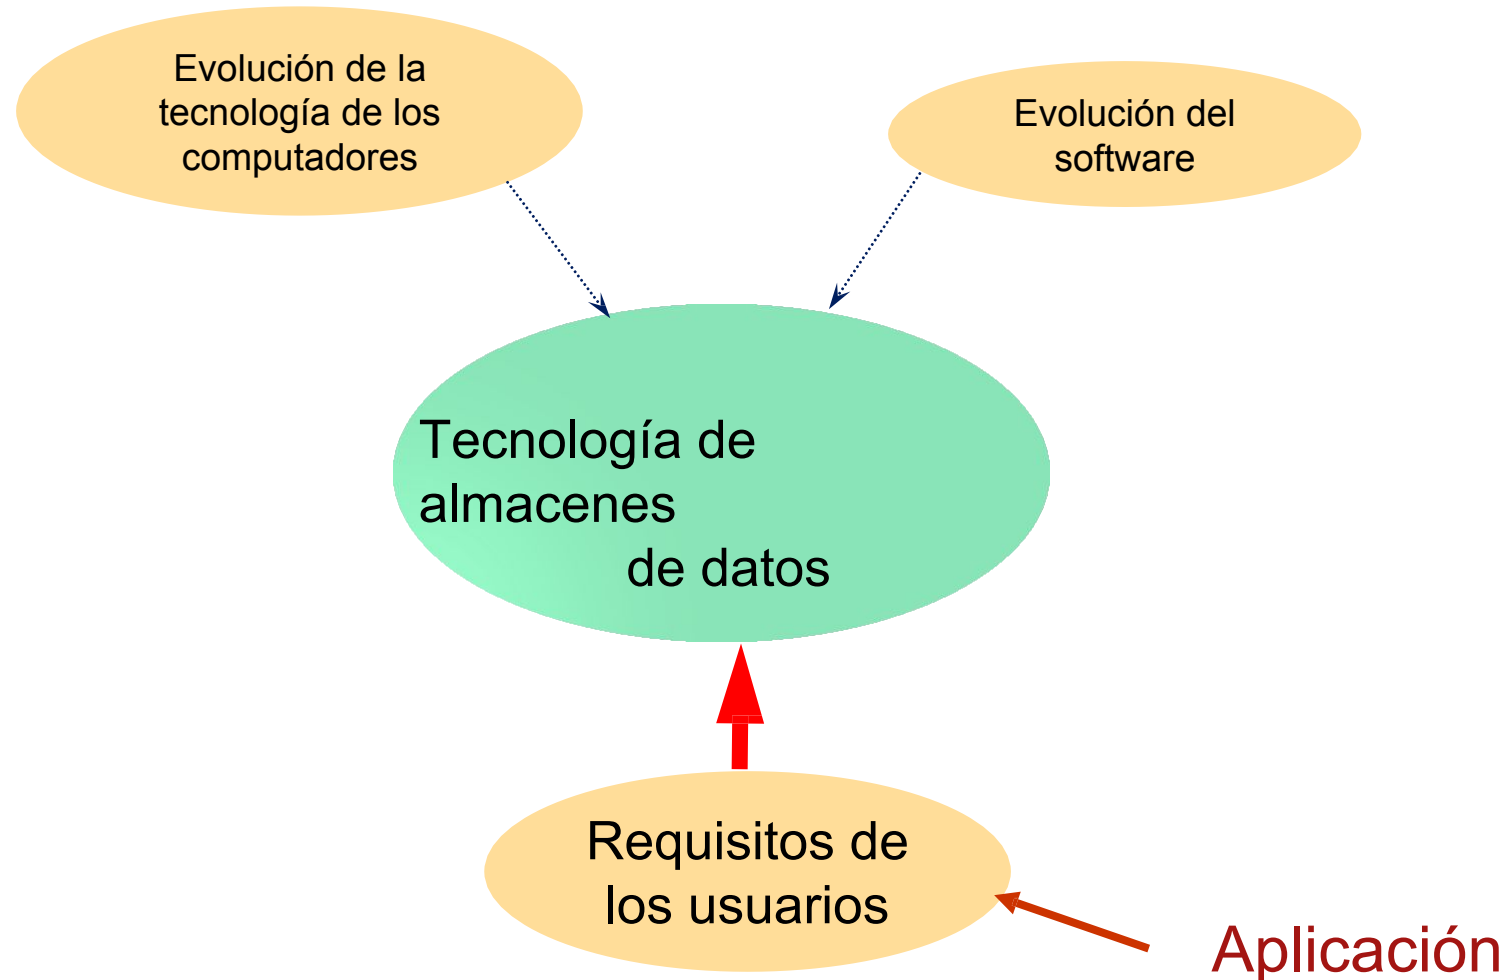 Evolución de la
tecnología de los
computadores
Evolución del
software
Tecnología de
almacenes
de datos
Requisitos de
los usuarios
Aplicación